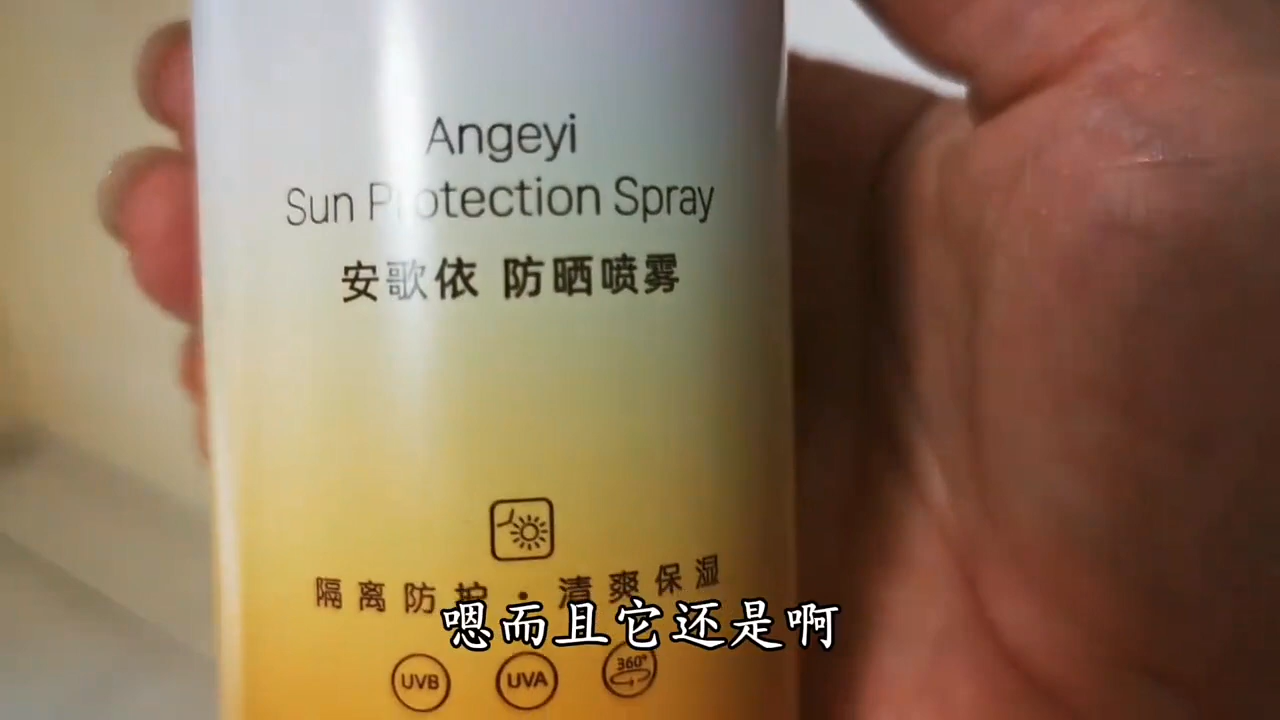 Angeyi
Sun Protection Spray
安歌依 防晒喷雾
隔离防护·清爽保湿
嗯而且它还是啊
UVB UVA 360°